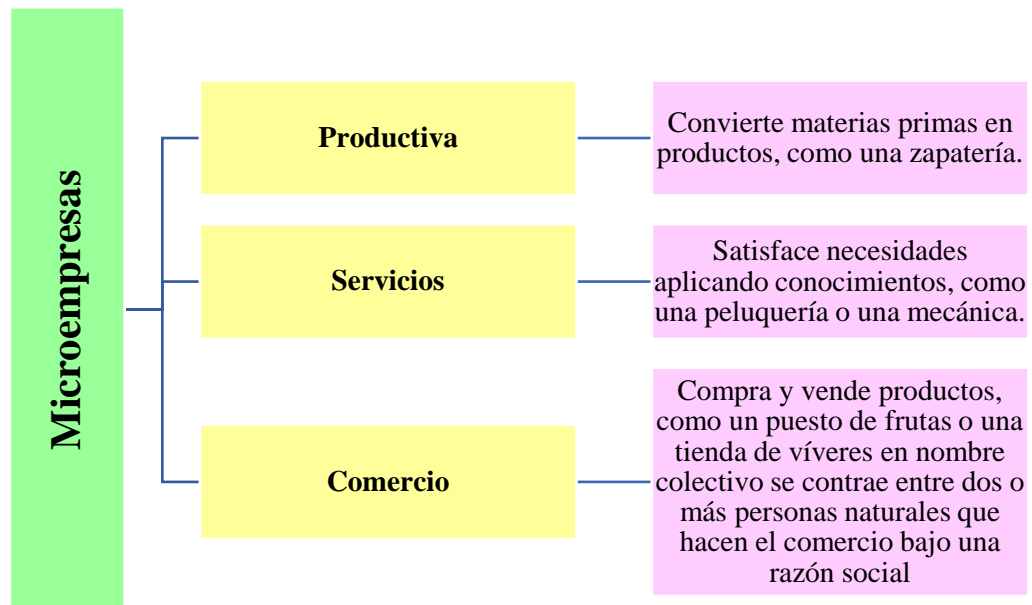 Microempresas
Productiva
Convierte materias primas en
productos, como una zapatería.
Servicios
Satisface necesidades
aplicando conocimientos, como
una peluquería o una mecánica.
Comercio
Compra y vende productos,
como un puesto de frutas o una
tienda de víveres en nombre
colectivo se contrae entre dos o
más personas naturales que
hacen el comercio bajo una
razón social